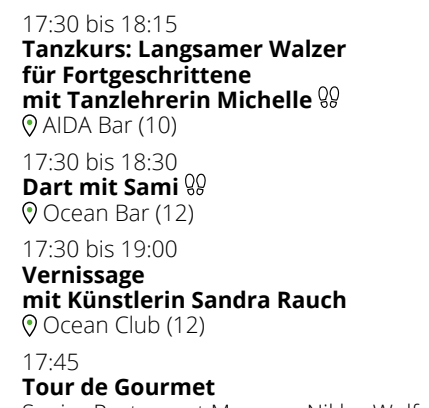 17:30 bis 18:15
Tanzkurs: Langsamer Walzer
für Fortgeschrittene
mit Tanzlehrerin Michelle
AIDA Bar (10)
17:30 bis 18:30
Dart mit Sami
Ocean Bar (12)
17:30 bis 19:00
Vernissage
mit Künstlerin Sandra Rauch
Ocean Club (12)
17:45
Tour de Gourmet